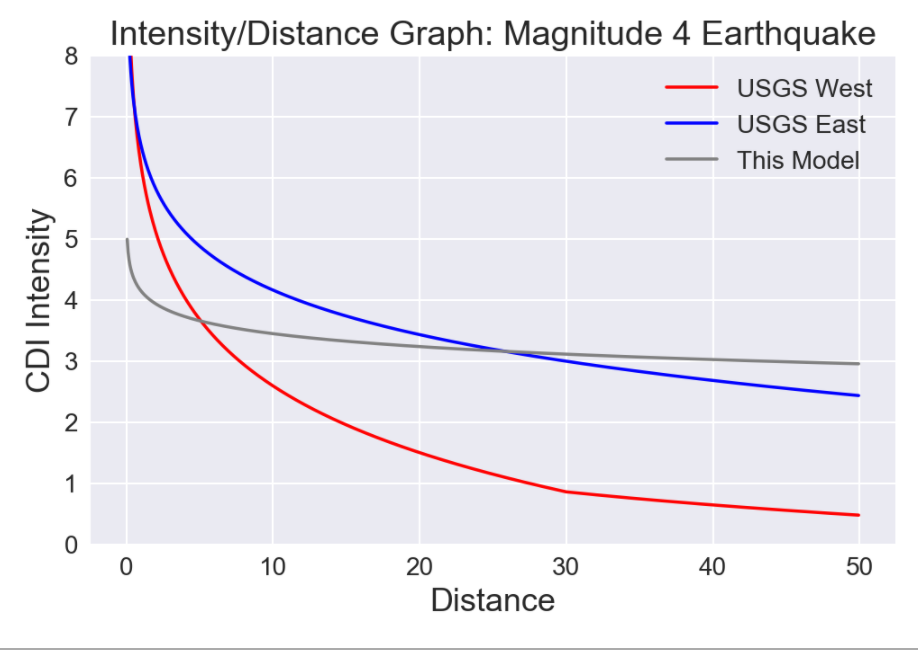 Intensity/Distance Graph: Magnitude 4 Earthquake
8
7
6
5
4
3
2
1
0
CDI Intensity
USGS West
USGS East
This Model
0 10 20 30 40 50
Distance